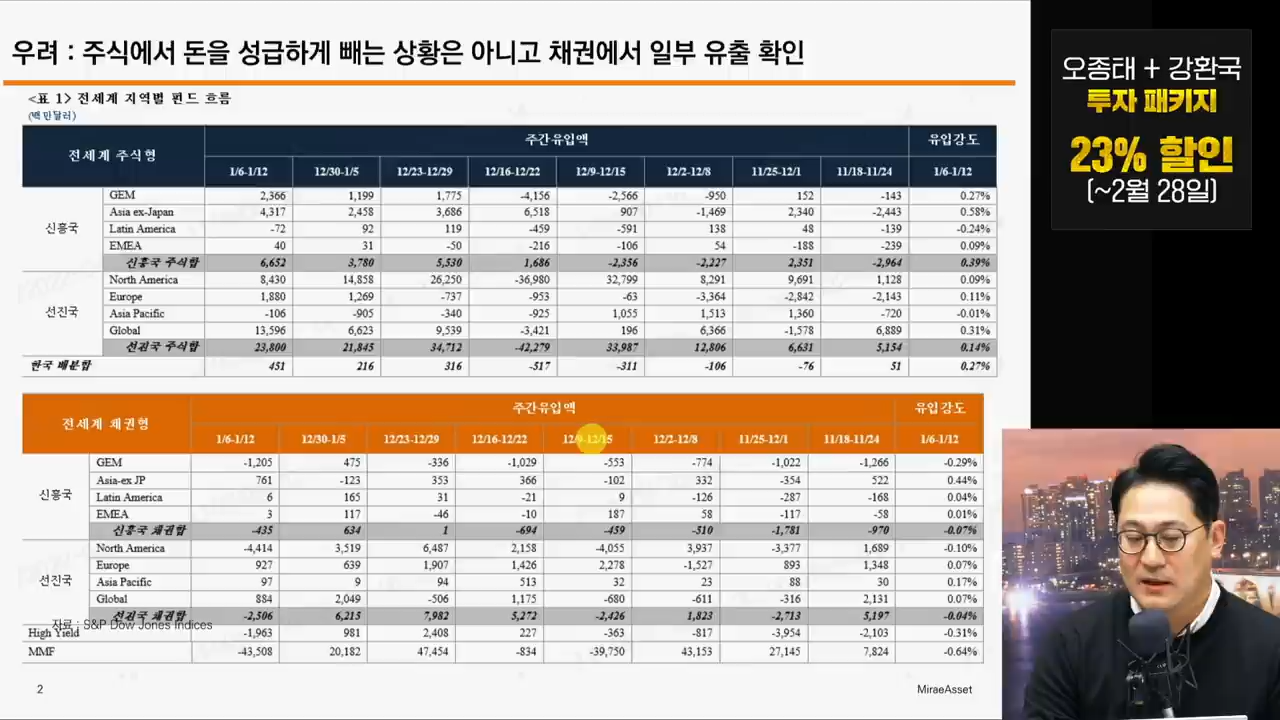 우려 : 주식에서 돈을 성급하게 빼는 상황은 아니고 채권에서 일부 유출 확인
<표 1> 전세계 지역별 펀드 흐름
(백만달러)
전세계 주식형 주간유입액 유입강도
1/6-1/12 12/30-1/5 12/23-12/29 12/16-12/22 12/9-12/15 12/2-12/8 11/25-12/1 11/18-11/24 1/6-1/12
신흥국
GEM 2,366 1,199 1,775 -4,156 -2,566 -950 152 -143 0.27%
Asia ex-Japan 4,317 2,458 3,686 6,518 907 -1,469 2,340 -2,443 0.58%
Latin America -72 92 119 -459 -591 138 48 -139 -0.24%
EMEA 40 31 -50 -216 -106 54 -188 -239 0.09%
신흥국 주식합 6,652 3,780 5,530 1,686 -2,356 -2,227 2,351 -2,964 0.39%
선진국
North America 8,430 14,858 26,250 -36,980 32,799 8,291 9,691 1,128 0.09%
Europe 1,880 1,269 -737 -953 -63 -3,364 -2,842 -2,143 0.11%
Asia Pacific -106 -905 -340 -925 1,055 1,513 1,360 -720 -0.01%
Global 13,596 6,623 9,539 -3,421 196 6,366 -1,578 6,889 0.31%
선진국 주식합 23,800 21,845 34,712 -42,279 33,987 12,806 6,631 5,154 0.14%
한국 배분합 451 216 316 -517 -311 -106 -76 51 0.27%
전세계 채권형 주간유입액 유입강도
1/6-1/12 12/30-1/5 12/23-12/29 12/16-12/22 12/9-12/15 12/2-12/8 11/25-12/1 11/18-11/24 1/6-1/12
신흥국
GEM -1,205 475 -336 -1,029 -553 -774 -1,022 -1,266 -0.29%
Asia-ex JP 761 -123 353 366 -102 332 -354 522 0.44%
Latin America 6 165 31 -21 9 -126 -287 -168 0.04%
EMEA 3 117 -46 -10 187 58 -117 -58 0.01%
신흥국 채권합 -435 634 1 -694 -459 -510 -1,781 -970 -0.07%
선진국
North America -4,414 3,519 6,487 2,158 -4,055 3,937 -3,377 1,689 -0.10%
Europe 927 639 1,907 1,426 2,278 -1,527 893 1,348 0.07%
Asia Pacific 97 9 94 513 32 23 88 30 0.17%
Global 884 2,049 -506 1,175 -680 -611 -316 2,131 0.07%
선진국 채권합 -2,506 6,215 7,982 5,272 -2,426 1,823 -2,713 5,197 -0.04%
자료 : S&P Dow Jones Indices
High Yield -1,963 981 2,408 227 -363 -817 -3,954 -2,103 -0.31%
MMF -43,508 20,182 47,454 -834 -39,750 43,153 27,145 7,824 -0.64%
2
MiraeAsset
오종태 + 강환국
투자 패키지
23% 할인
(~2월 28일)